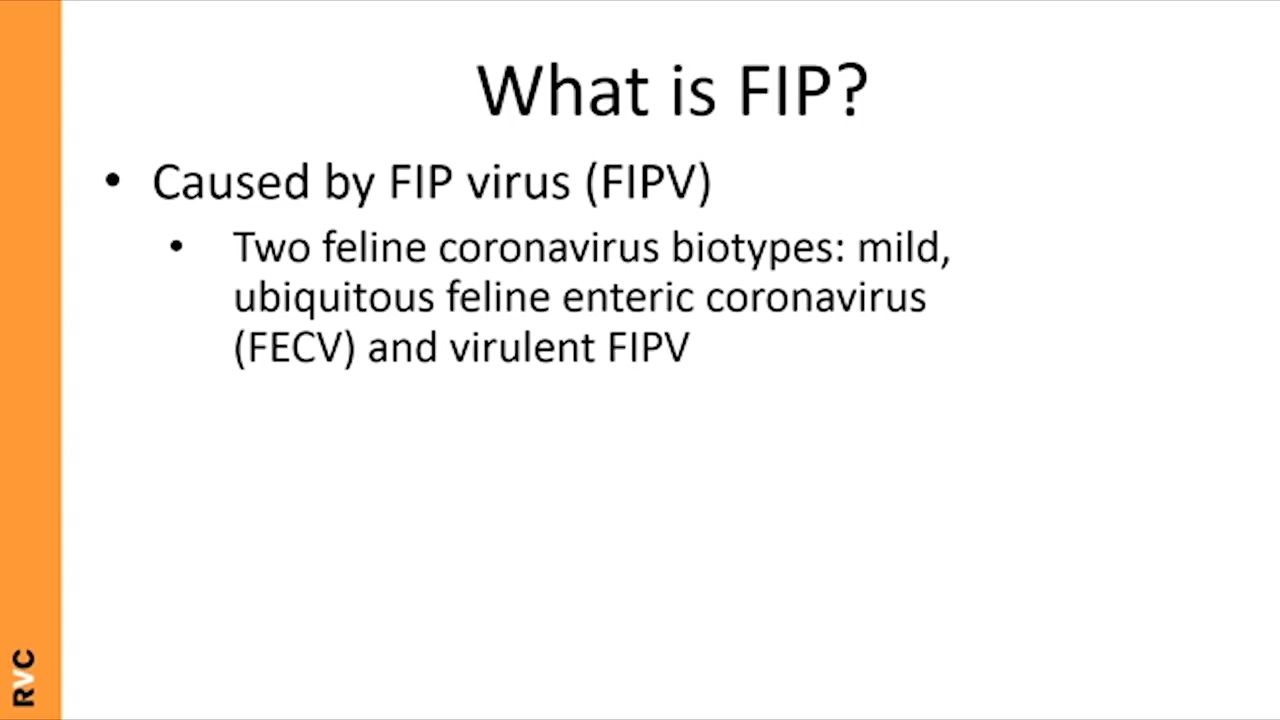 What is FIP?
• Caused by FIP virus (FIPV)
• Two feline coronavirus biotypes: mild,
ubiquitous feline enteric coronavirus
(FECV) and virulent FIPV
RVC